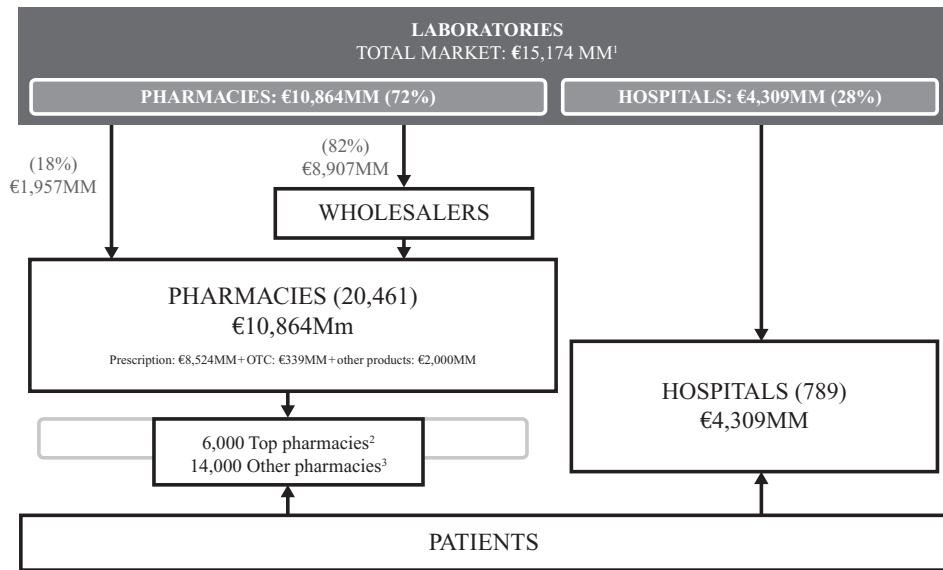 LABORATORIES
TOTAL MARKET: €15,174 MM¹
PHARMACIES: €10,864MM (72%)
HOSPITALS: €4,309MM (28%)
(18%)
€1,957MM
(82%)
€8,907MM
WHOLESALERS
PHARMACIES (20,461)
€10,864Mm
Prescription: €8,524MM+OTC: €339MM+other products: €2,000MM
HOSPITALS (789)
€4,309MM
6,000 Top pharmacies²
14,000 Other pharmacies³
PATIENTS